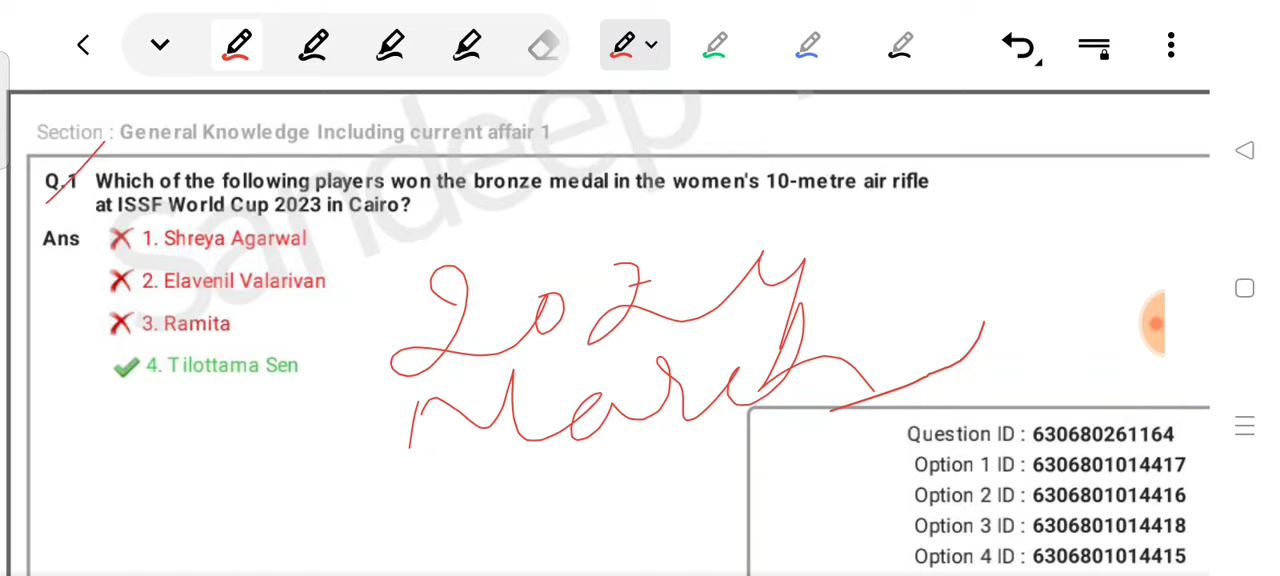 Section : General Knowledge Including current affair 1
Q.1 Which of the following players won the bronze medal in the women's 10-metre air rifle
at ISSF World Cup 2023 in Cairo?
Ans 1. Shreya Agarwal
2. Elavenil Valarivan
3. Ramita
4. Tilottama Sen
Sandeep
March
Question ID : 630680261164
Option 1 ID : 6306801014417
Option 2 ID : 6306801014416
Option 3 ID : 6306801014418
Option 4 ID : 6306801014415